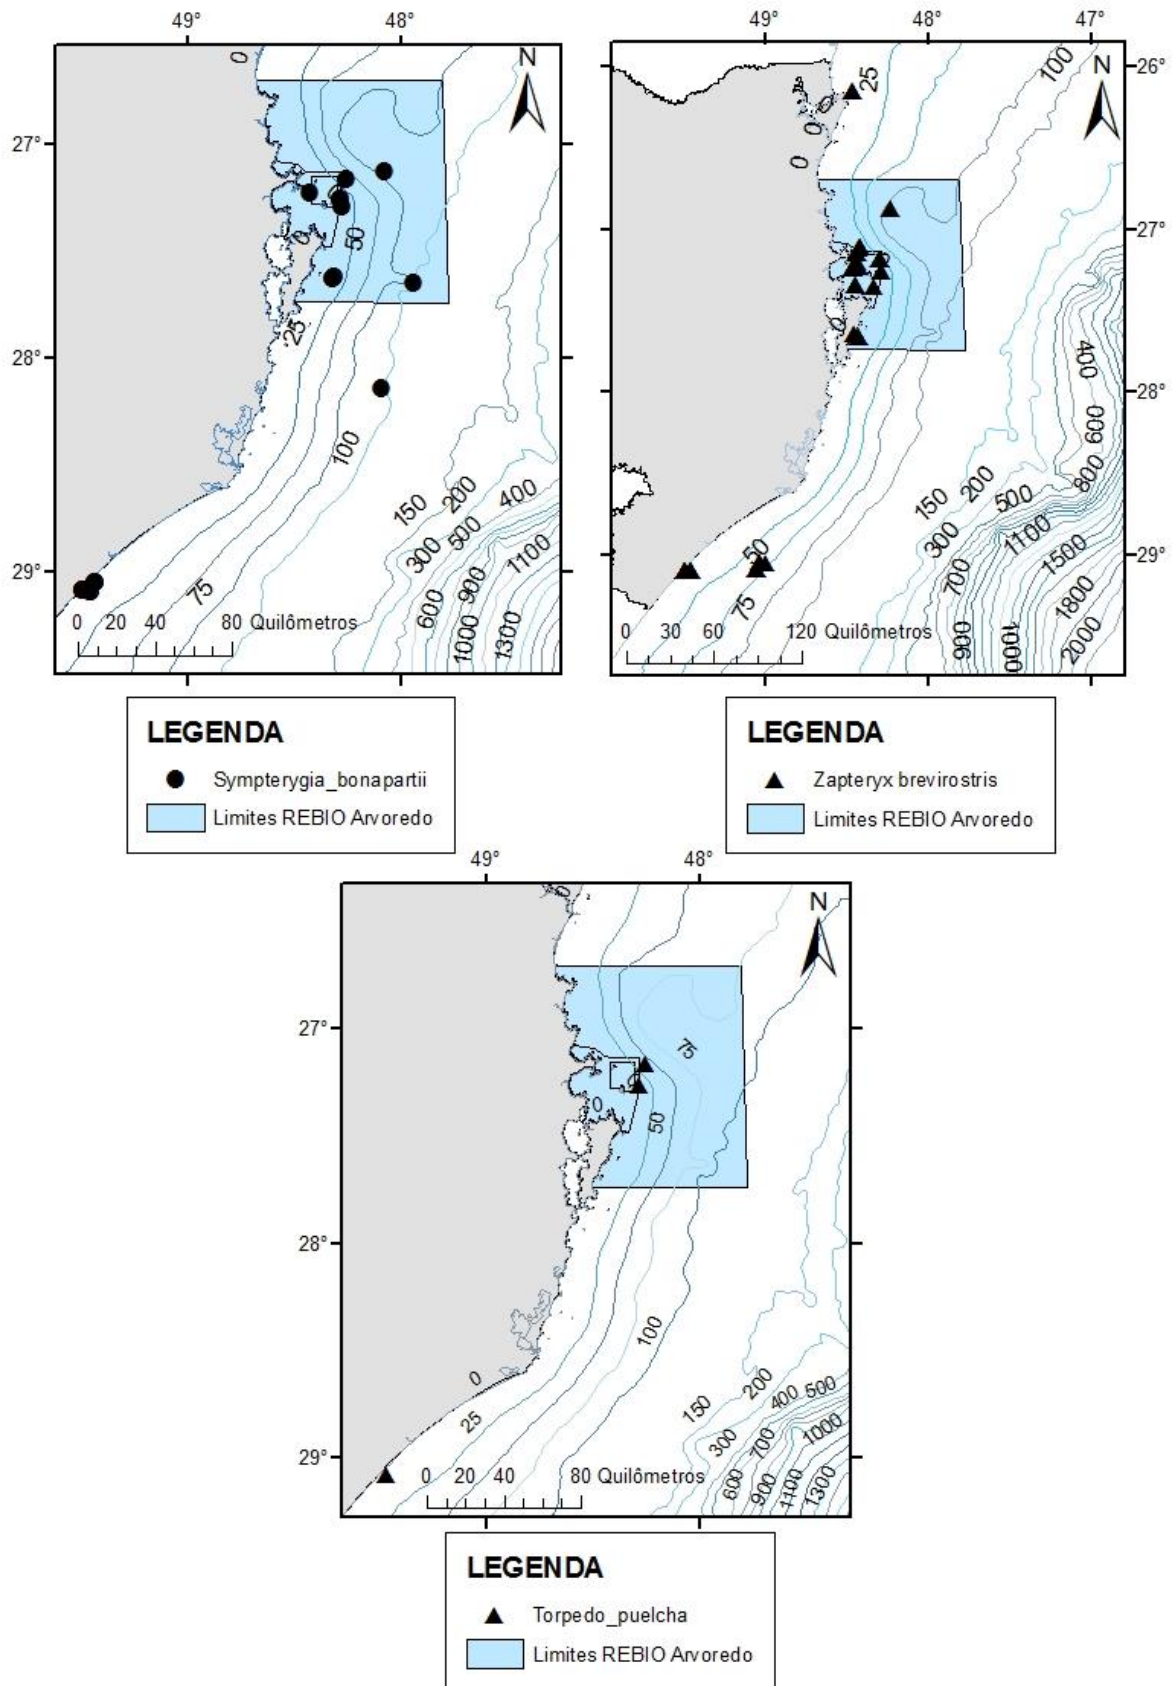 49° 48°
N
0
27°
0
50
25
28°
100
150 200 400
300 500 1100
75
29°
600 900 1000 1300
0 20 40 80 Quilômetros
LEGENDA
Sympterygia_bonapartii
Limites REBIO Arvoredo
49° 48° 47°
26°
25
100
N
0
0
0
27°
0
400
28°
600
800
150 200 500
300 1100
50
29°
700 1500
75
1800
900 1000 2000
0 30 60 120 Quilômetros
LEGENDA
Zapteryx brevirostris
Limites REBIO Arvoredo
49° 48°
0
N
27°
75
0
50
28°
100
0
25
150 200 400 500
300 700 1000
29°
600 900 1100 1300
0 20 40 80 Quilômetros
LEGENDA
Torpedo_puelcha
Limites REBIO Arvoredo